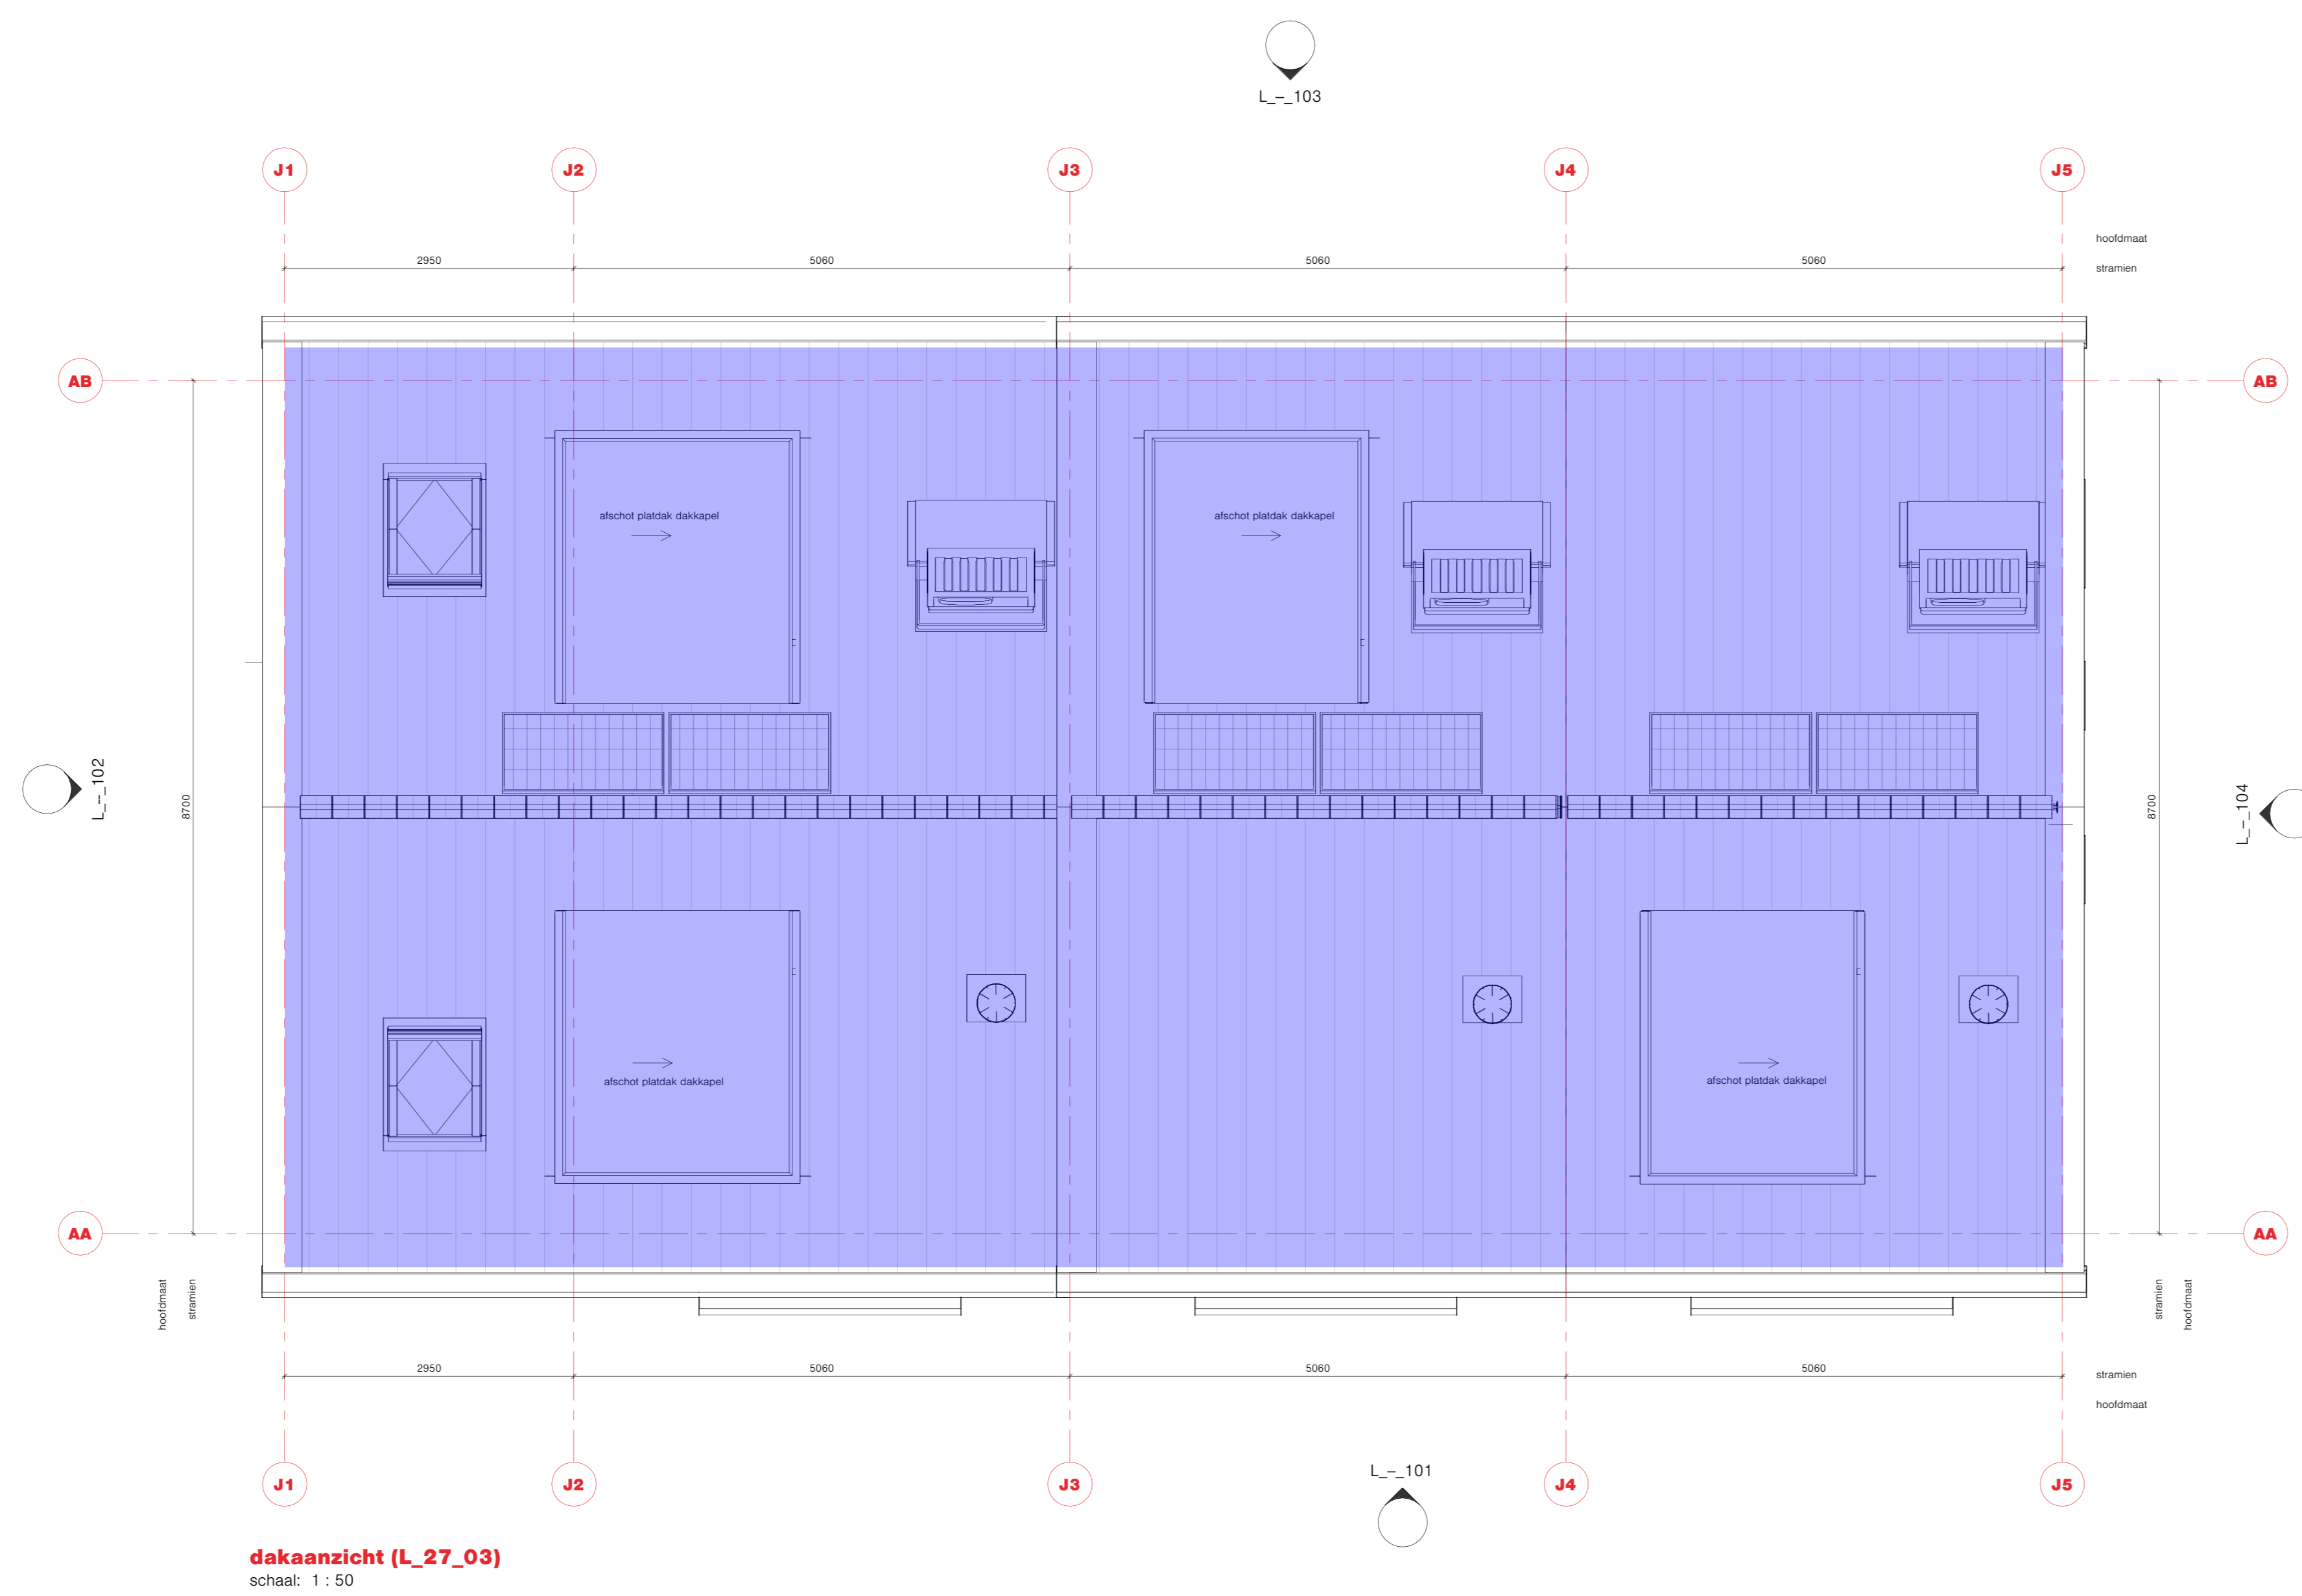 L_–_103
J1 J2 J3 J4 J5
hoofdmaat
2950 5060 5060 5060
stramien
AB AB
afschot platdak dakkapel afschot platdak dakkapel
L_–_102
8700
8700
L_–_104
afschot platdak dakkapel afschot platdak dakkapel
AA AA
hoofdmaat
stramien
stramien
hoofdmaat
2950 5060 5060 5060
stramien
hoofdmaat
L_–_101
J1 J2 J3 J4 J5
dakaanzicht (L_27_03)
schaal: 1 : 50